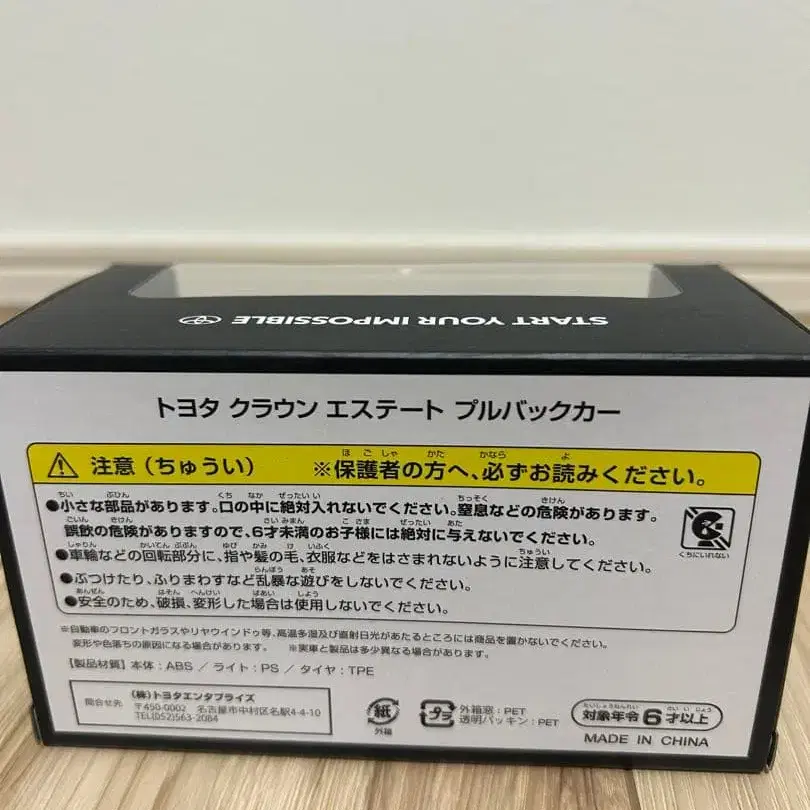 START YOUR IMPOSSIBLE
トヨタ クラウン エステート プルバックカー
注意（ちゅうい） ※保護者の方へ、必ずお読みください。
●小さな部品があります。口の中に絶対入れないでください。窒息などの危険があります。
誤飲の危険がありますので、6才未満のお子様には絶対に与えないでください。
●車輪などの回転部分に、指や髪の毛、衣服などをはさまれないように注意してください。
●ぶつけたり、ふりまわすなど乱暴な遊びをしないでください。
●安全のため、破損、変形した場合は使用しないでください。
くちにいれない
※自動車のフロントガラスやリヤウインドゥ等、高温多湿及び直射日光があたるところには商品を置かないでください。
変形や色落ちの原因になる場合があります。 ※実車と製品は多少異なる場合があります。
【製品材質】本体：ABS ／ ライト：PS ／ タイヤ：TPE
問合せ先
（株）トヨタエンタプライズ
〒450-0002 名古屋市中村区名駅4-4-10
TEL(052)563-2084
紙
外箱
プラ
外箱窓：PET
透明パッキン：PET
対象年令6才以上
MADE IN CHINA